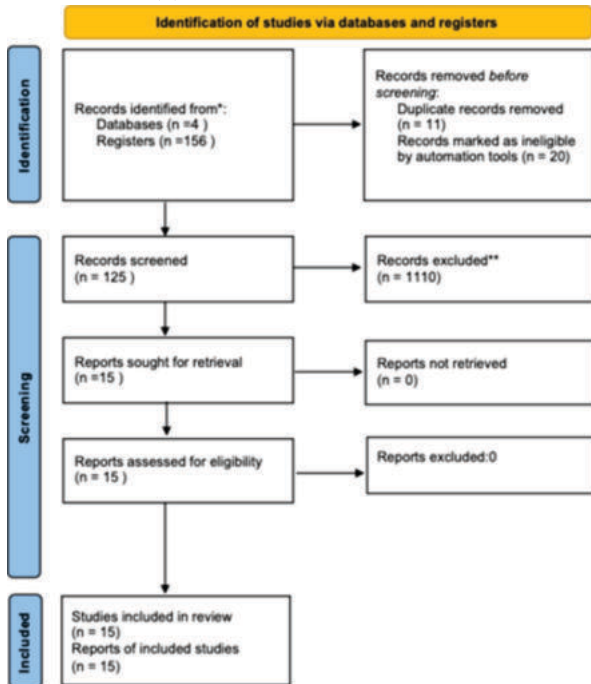 Identification of studies via databases and registers
Identification
Records identified from*:
Databases (n =4 )
Registers (n =156 )
Records removed before
screening:
Duplicate records removed
(n = 11)
Records marked as ineligible
by automation tools (n = 20)
Screening
Records screened
(n = 125 )
Records excluded**
(n = 1110)
Reports sought for retrieval
(n =15 )
Reports not retrieved
(n = 0)
Reports assessed for eligibility
(n = 15 )
Reports excluded:0
Included
Studies included in review
(n = 15)
Reports of included studies
(n = 15)